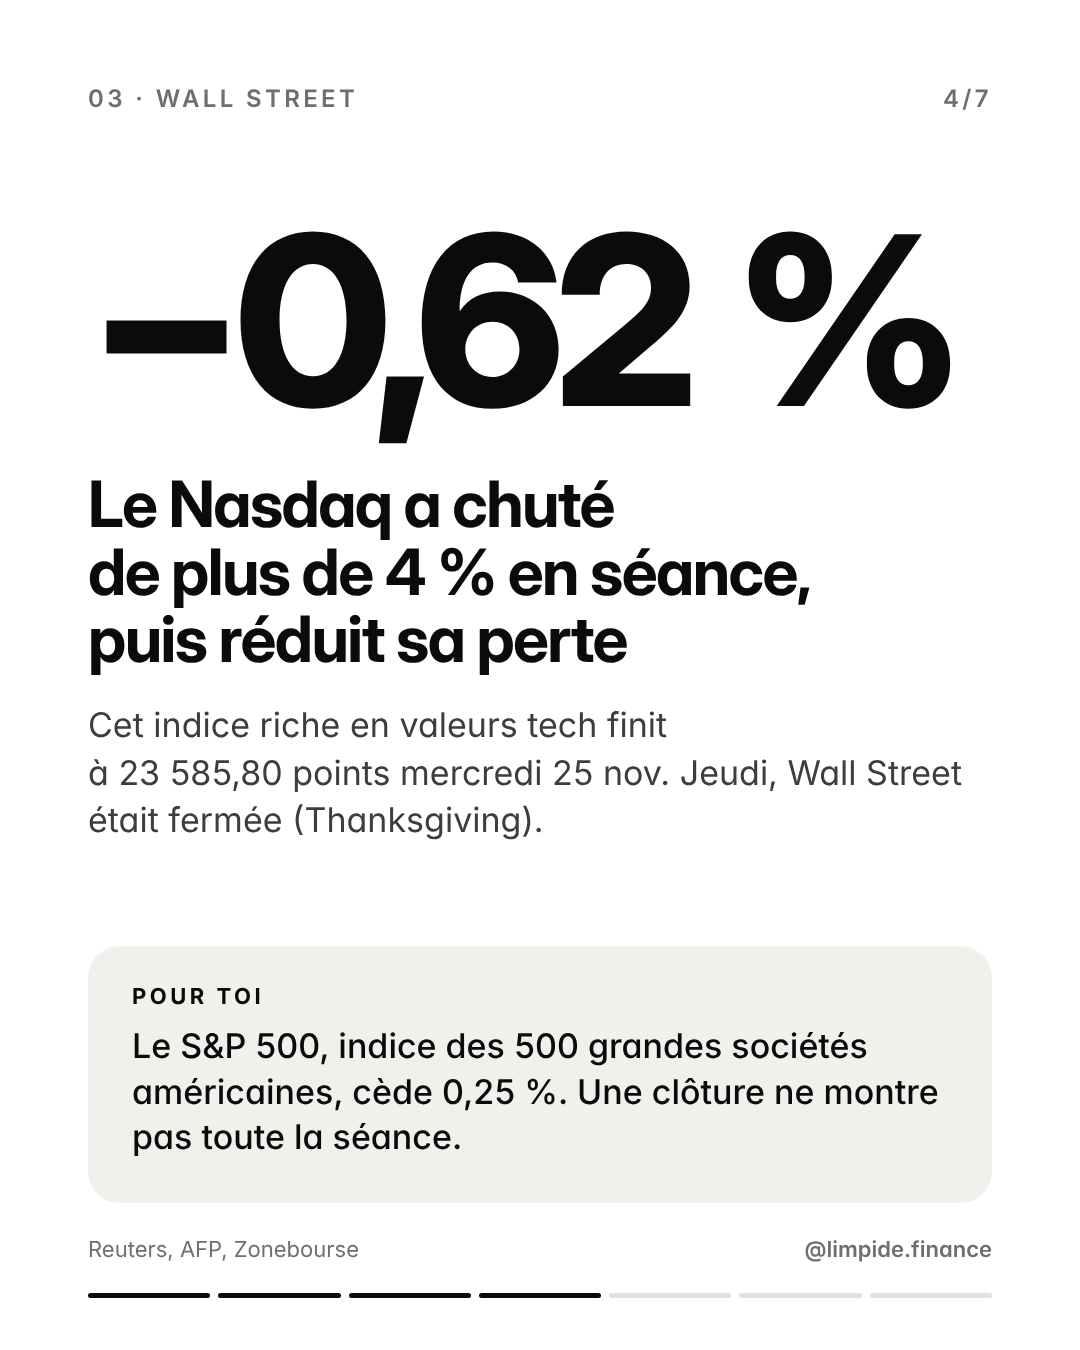 03 · WALL STREET
4/7
–0,62 %
Le Nasdaq a chuté
de plus de 4 % en séance,
puis réduit sa perte
Cet indice riche en valeurs tech finit
à 23 585,80 points mercredi 25 nov. Jeudi, Wall Street
était fermée (Thanksgiving).
POUR TOI
Le S&P 500, indice des 500 grandes sociétés
américaines, cède 0,25 %. Une clôture ne montre
pas toute la séance.
Reuters, AFP, Zonebourse
@limpide.finance